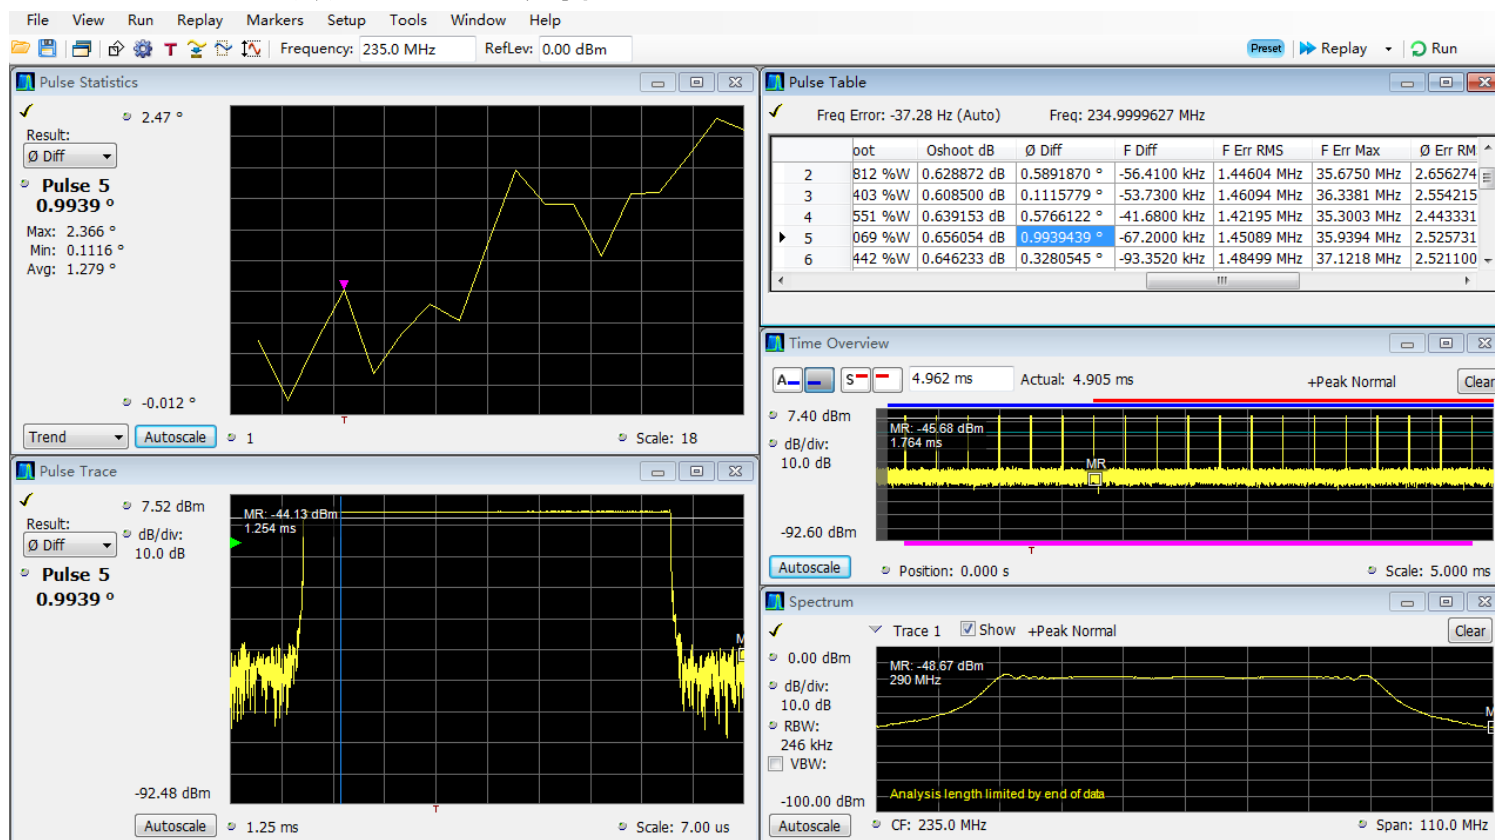 File View Run Replay Markers Setup Tools Window Help
T Frequency: 235.0 MHz RefLev: 0.00 dBm Preset Replay Run
Pulse Statistics
2.47 °
Result:
Ø Diff
Pulse 5
0.9939 °
Max: 2.366 °
Min: 0.1116 °
Avg: 1.279 °
-0.012 °
T
Trend Autoscale 1 Scale: 18
Pulse Trace
7.52 dBm
Result:
Ø Diff
dB/div:
10.0 dB
Pulse 5
0.9939 °
MR: -44.13 dBm
1.254 ms
M
-92.48 dBm
T
Autoscale 1.25 ms Scale: 7.00 us
Pulse Table
Freq Error: -37.28 Hz (Auto) Freq: 234.9999627 MHz
oot Oshoot dB Ø Diff F Diff F Err RMS F Err Max Ø Err RM
2 812 %W 0.628872 dB 0.5891870 ° -56.4100 kHz 1.44604 MHz 35.6750 MHz 2.656274
3 403 %W 0.608500 dB 0.1115779 ° -53.7300 kHz 1.46094 MHz 36.3381 MHz 2.554215
4 551 %W 0.639153 dB 0.5766122 ° -41.6800 kHz 1.42195 MHz 35.3003 MHz 2.443331
5 069 %W 0.656054 dB 0.9939439 ° -67.2000 kHz 1.45089 MHz 35.9394 MHz 2.525731
6 442 %W 0.646233 dB 0.3280545 ° -93.3520 kHz 1.48499 MHz 37.1218 MHz 2.521100
Time Overview
A S 4.962 ms Actual: 4.905 ms +Peak Normal Clear
7.40 dBm
dB/div:
10.0 dB
MR: -45.68 dBm
1.764 ms
MR
-92.60 dBm
T
Autoscale Position: 0.000 s Scale: 5.000 ms
Spectrum
Trace 1 Show +Peak Normal Clear
0.00 dBm
dB/div:
10.0 dB
RBW:
246 kHz
VBW:
MR: -48.67 dBm
290 MHz
M
-100.00 dBm
Analysis length limited by end of data
Autoscale CF: 235.0 MHz Span: 110.0 MHz